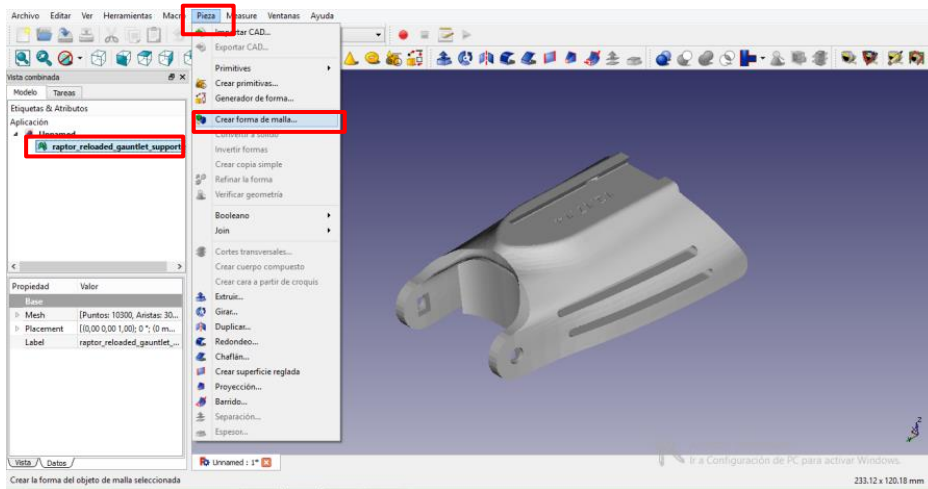 Archivo Editar Ver Herramientas Macro Pieza Measure Ventanas Ayuda
Vista combinada
Modelo Tareas
Etiquetas & Atributos
Aplicación
Unnamed
raptor_reloaded_gauntlet_support
Importar CAD...
Exportar CAD...
Primitives
Crear primitivas...
Generador de forma...
Crear forma de malla...
Convertir a sólido
Invertir formas
Crear copia simple
Refinar la forma
Verificar geometría
Booleano
Join
Cortes transversales...
Crear cuerpo compuesto
Crear cara a partir de croquis
Extruir...
Girar...
Duplicar...
Redondeo...
Chaflán...
Crear superficie reglada
Proyección...
Barrido...
Separación...
Espesor...
Propiedad Valor
Base
Mesh [Puntos: 10300, Aristas: 30...
Placement [(0,00 0,00 1,00); 0 °; (0 m...
Label raptor_reloaded_gauntlet_...
Vista Datos
Unnamed : 1*
Ir a Configuración de PC para activar Windows.
Crear la forma del objeto de malla seleccionada
233.12 x 120.18 mm